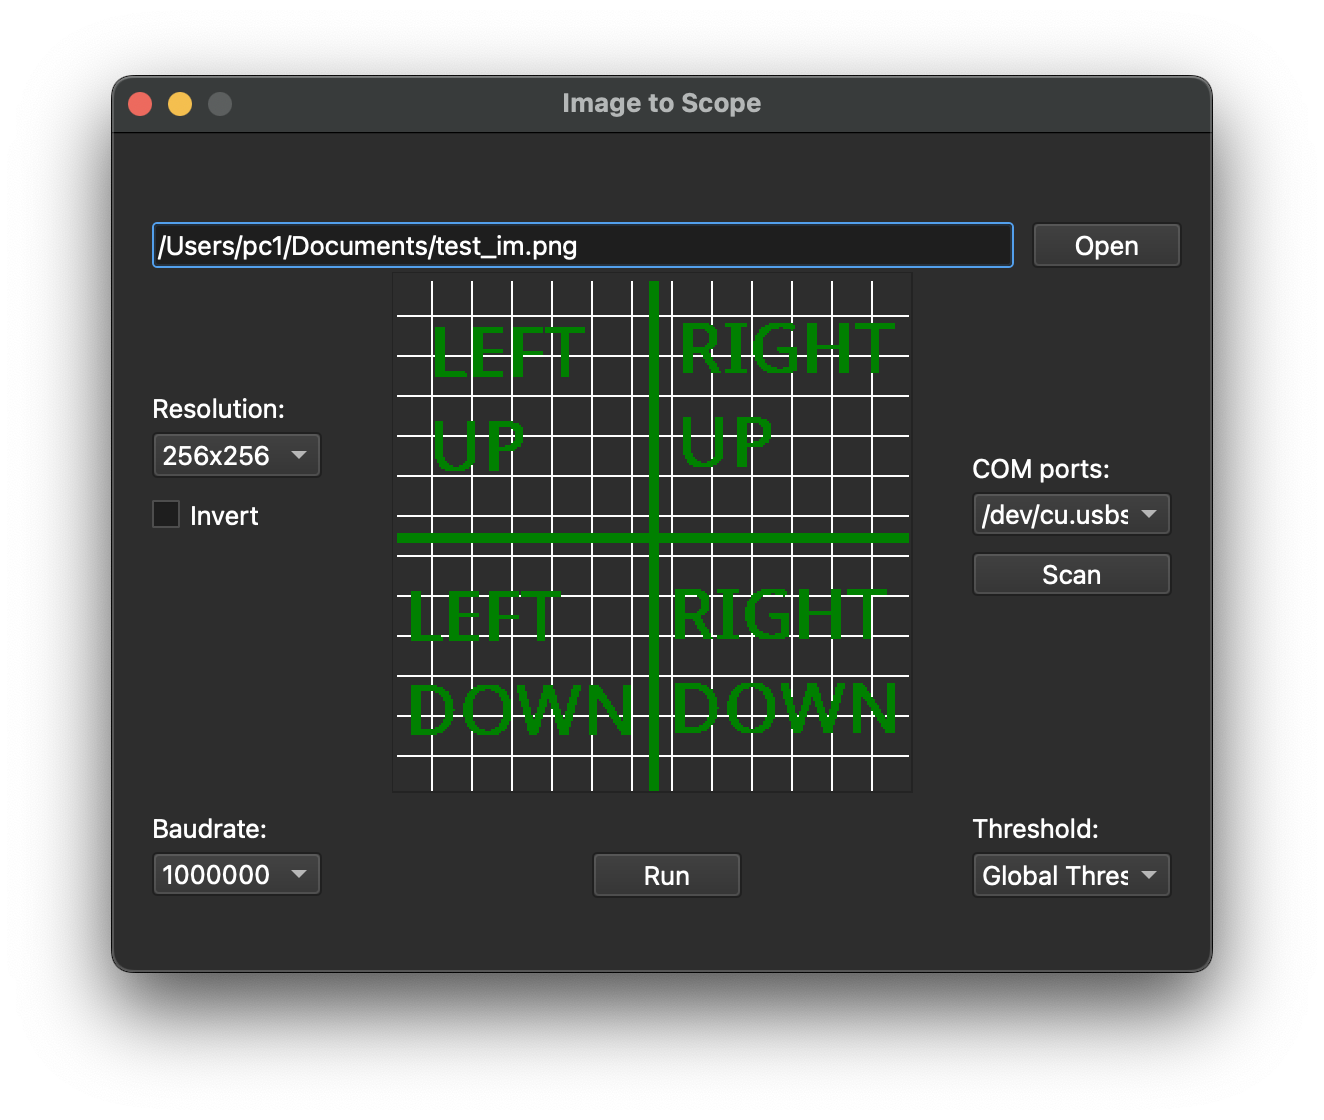 Image to Scope
/Users/pc1/Documents/test_im.png
Open
LEFT
UP
RIGHT
UP
Resolution:
256x256
Invert
COM ports:
/dev/cu.usbs
Scan
LEFT
DOWN
RIGHT
DOWN
Baudrate:
1000000
Run
Threshold:
Global Thres